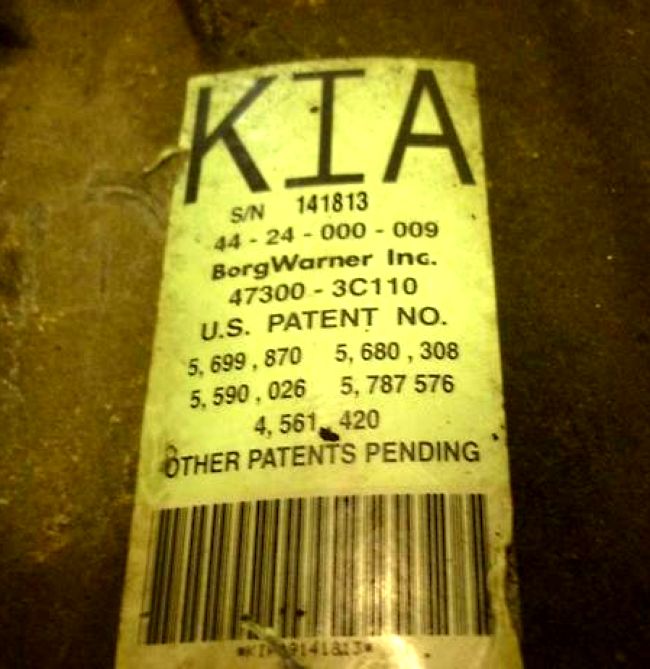 KIA
S/N 141813
44 - 24 - 000 - 009
BorgWarner Inc.
47300 - 3C110
U.S. PATENT NO.
5, 699 , 870 5, 680 , 308
5, 590 , 026 5, 787 576
4, 561 420
OTHER PATENTS PENDING